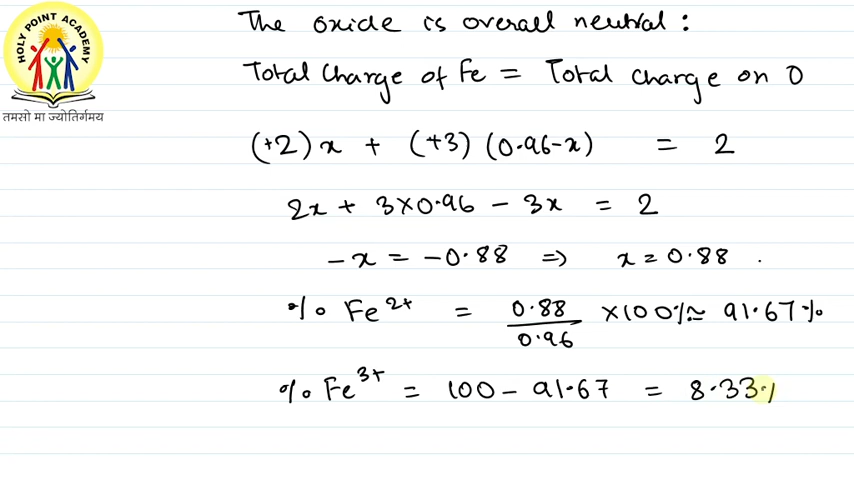 HOLY POINT ACADEMY
तमसो मा ज्योतिर्गमय
The oxide is overall neutral :
Total Charge of Fe = Total charge on O
(+2) x + (+3) (0.96-x) = 2
2x + 3×0.96 - 3x = 2
-x = -0.88 ⇒ x = 0.88 .
% Fe²⁺ = 0.88/0.96 ×100% ≈ 91.67%
% Fe³⁺ = 100 - 91.67 = 8.33